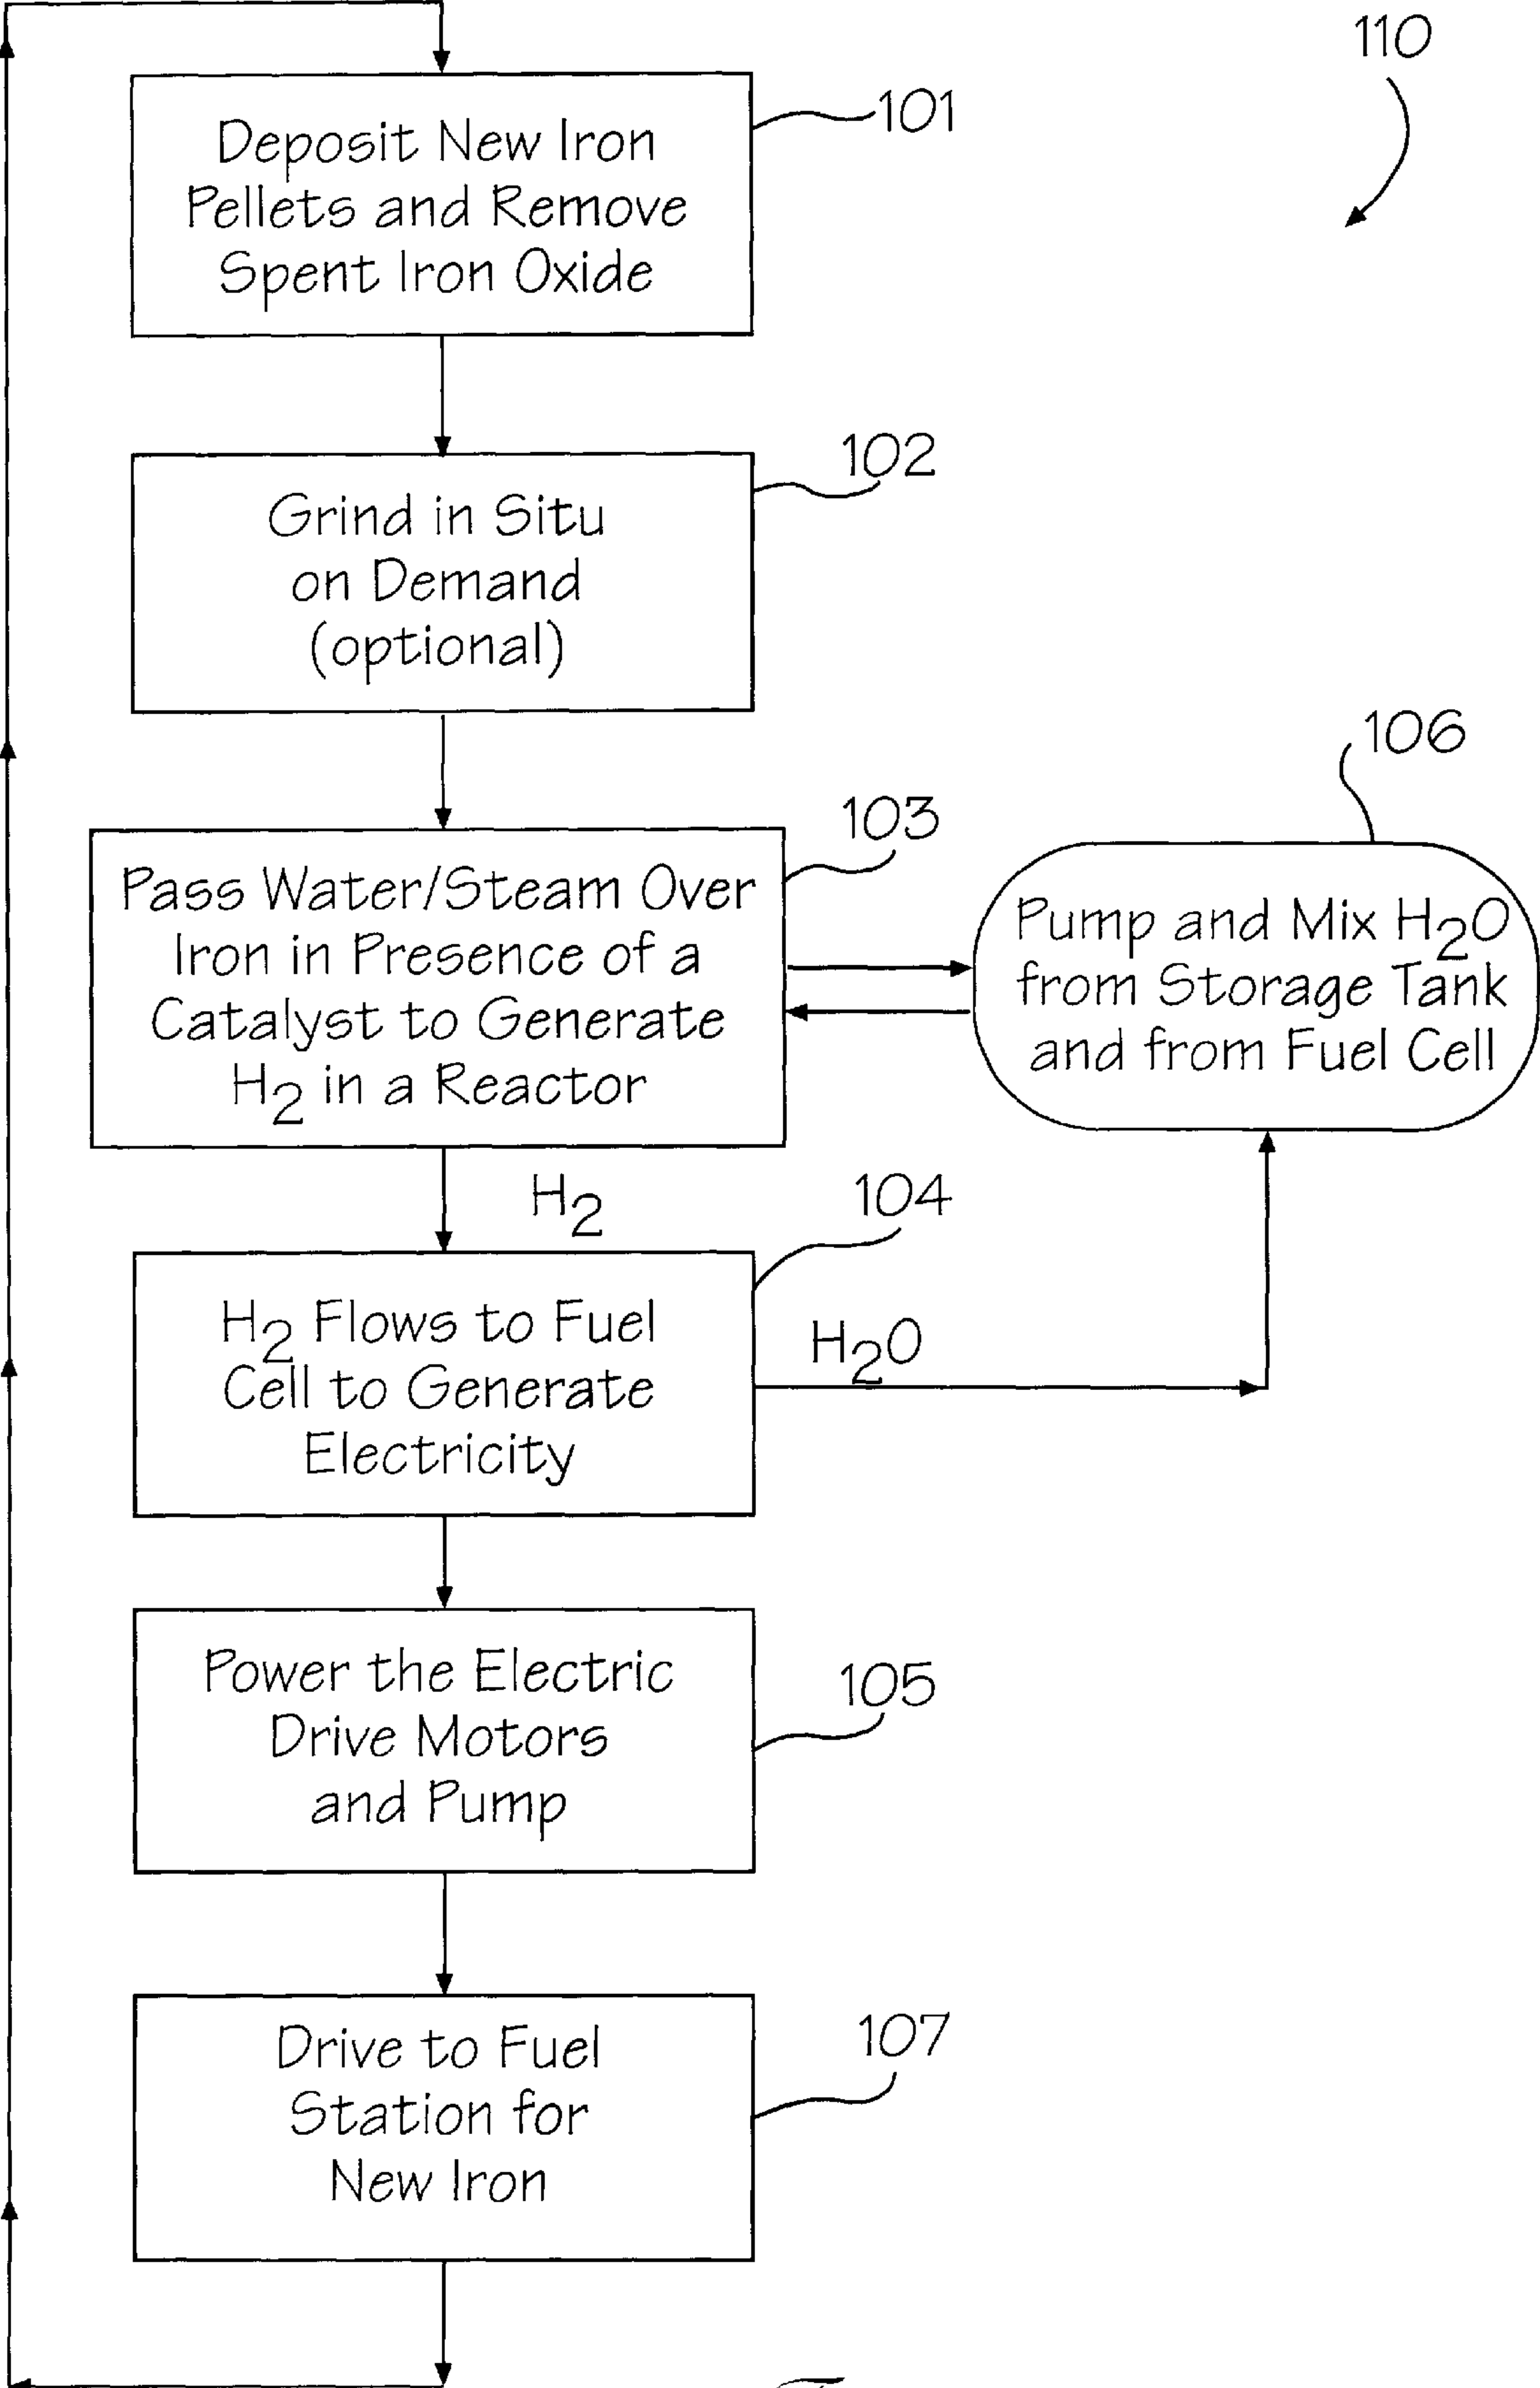 110
101
Deposit New Iron
Pellets and Remove
Spent Iron Oxide
102
Grind in Situ
on Demand
(optional)
103
Pass Water/Steam Over
Iron in Presence of a
Catalyst to Generate
H2 in a Reactor
106
Pump and Mix H2O
from Storage Tank
and from Fuel Cell
H2
104
H2 Flows to Fuel
Cell to Generate
Electricity
H2O
105
Power the Electric
Drive Motors
and Pump
107
Drive to Fuel
Station for
New Iron